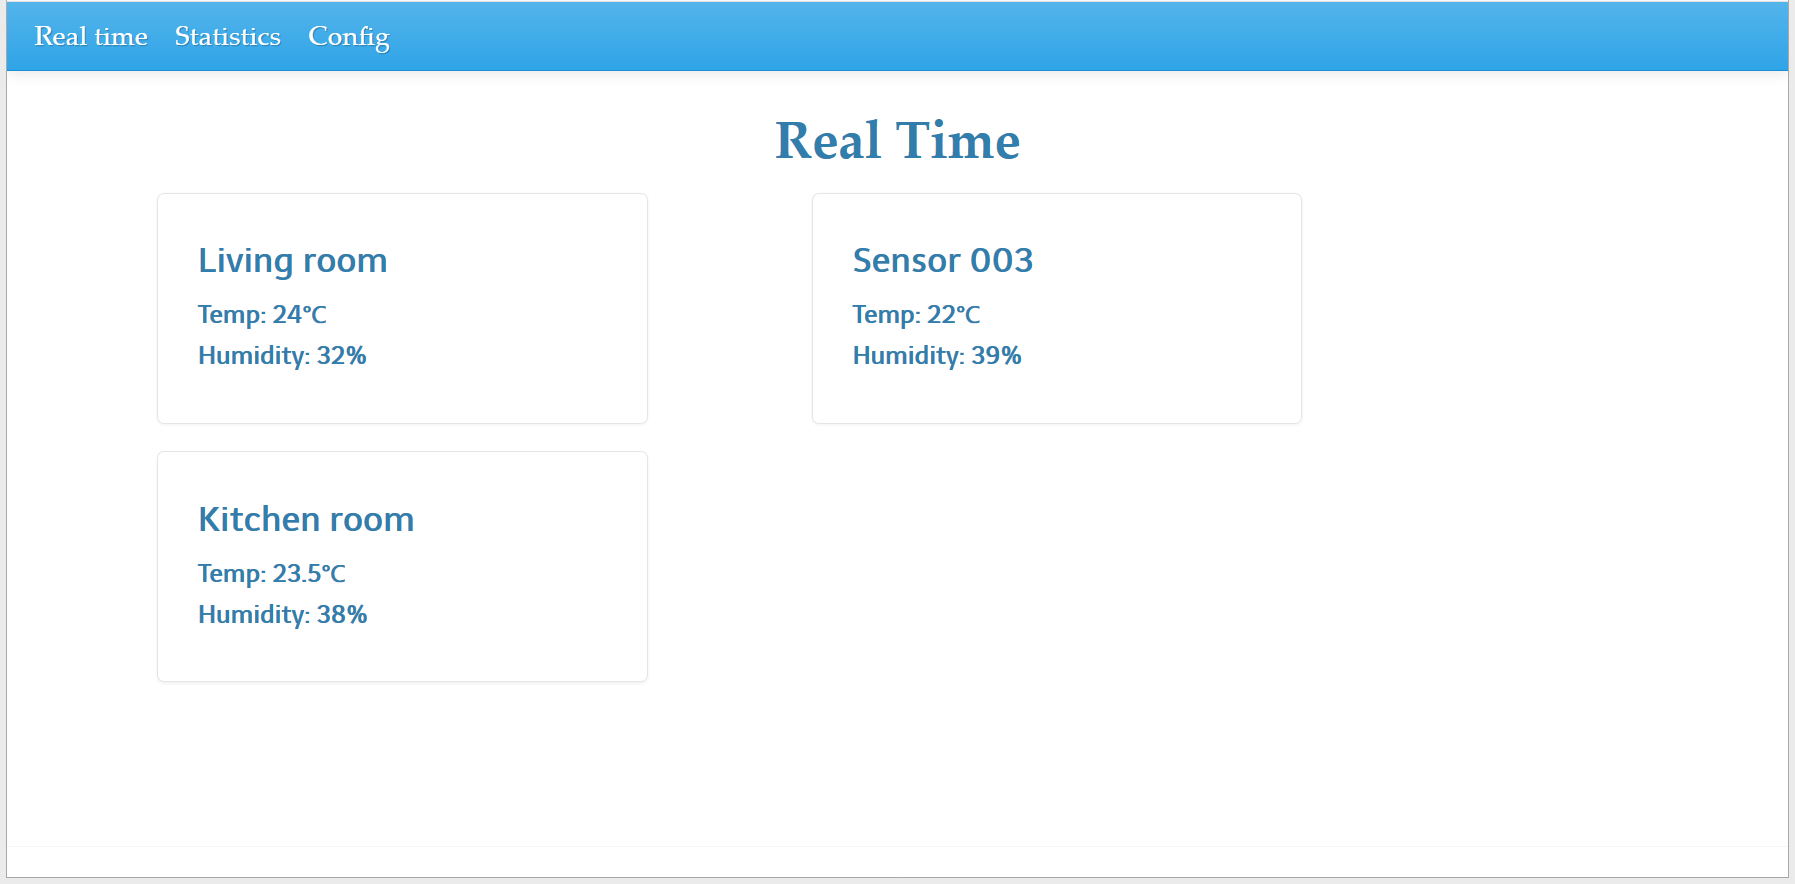 Real time Statistics Config
Real Time
Living room
Temp: 24°C
Humidity: 32%
Sensor 003
Temp: 22°C
Humidity: 39%
Kitchen room
Temp: 23.5°C
Humidity: 38%